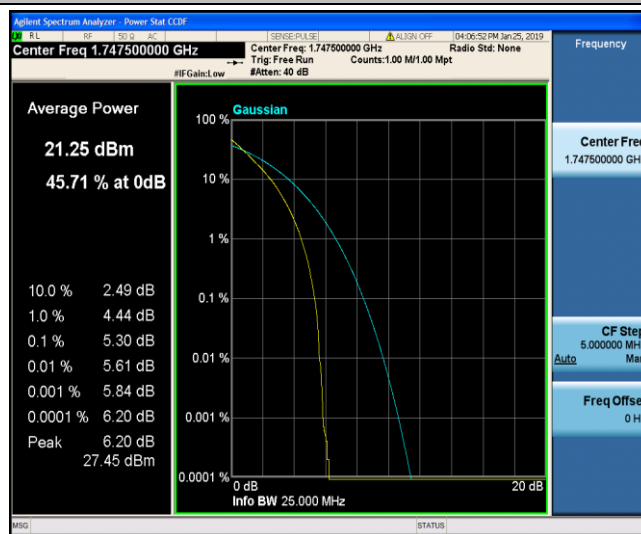 Agilent Spectrum Analyzer - Power Stat CCDF
RL RF 50 Ω AC SENSE:PULSE ALIGN OFF 04:06:52 PM Jan 25, 2019
Center Freq 1.747500000 GHz
Center Freq: 1.747500000 GHz Radio Std: None
Trig: Free Run Counts:1.00 M/1.00 Mpt
#IFGain:Low #Atten: 40 dB
Frequency
Average Power
21.25 dBm
45.71 % at 0dB
10.0 % 2.49 dB
1.0 % 4.44 dB
0.1 % 5.30 dB
0.01 % 5.61 dB
0.001 % 5.84 dB
0.0001 % 6.20 dB
Peak 6.20 dB
27.45 dBm
Gaussian
100 %
10 %
1 %
0.1 %
0.01 %
0.001 %
0.0001 %
0 dB 20 dB
Info BW 25.000 MHz
Center Fre
1.747500000 GH
CF Step
5.000000 MH
Auto Ma
Freq Offse
0 H
MSG STATUS